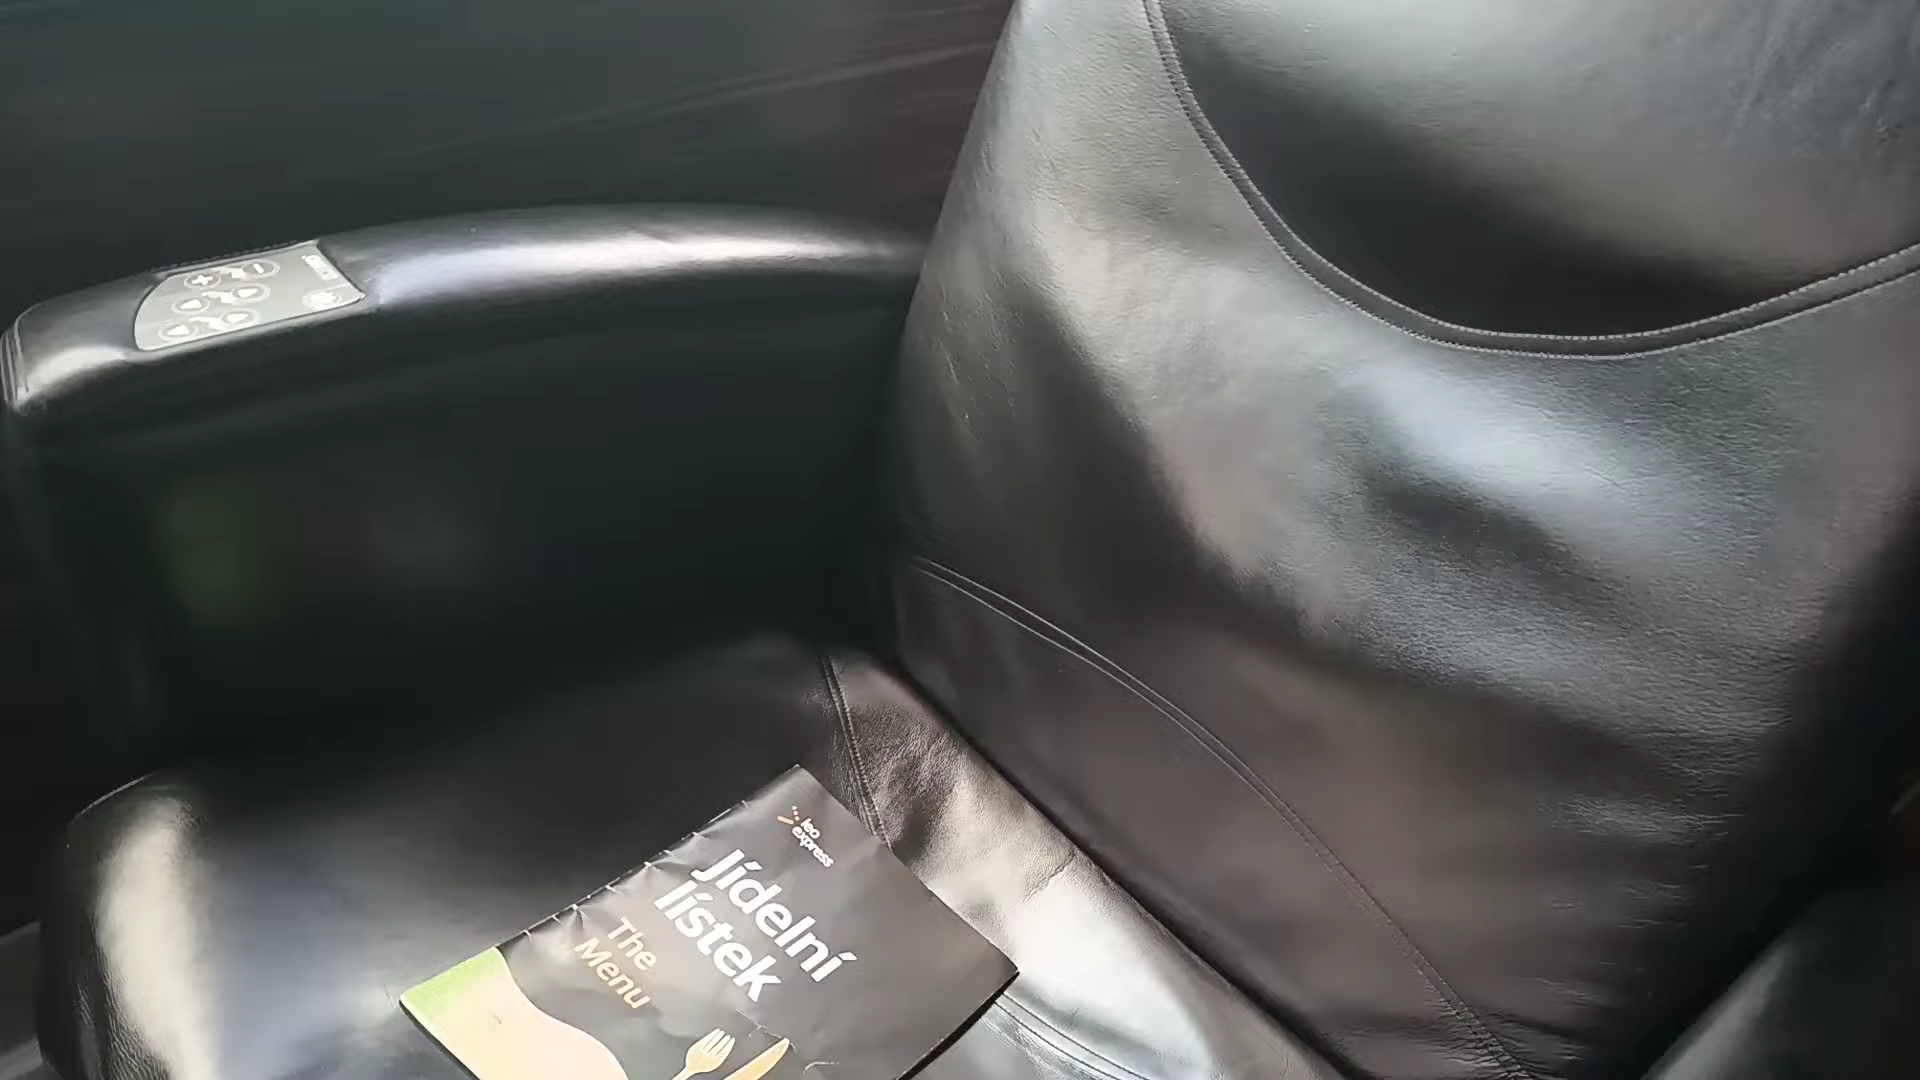 leo
express
Jídelní
lístek
The
Menu